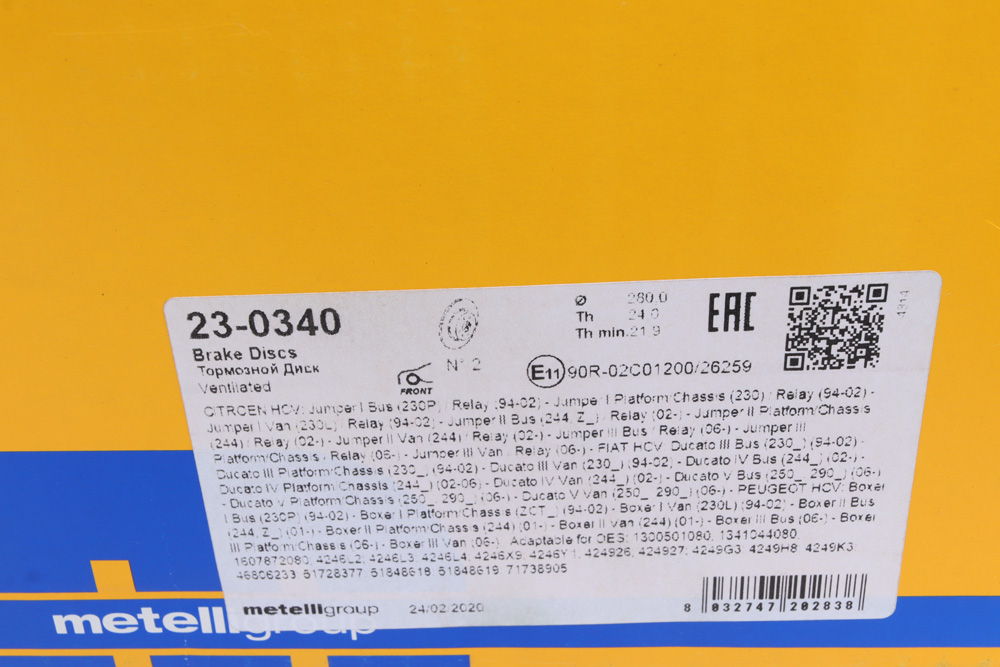 23-0340
Brake Discs
Тормозной Диск
Ventilated
FRONT
N° 2
Ø 280.0
Th 24.0
Th min. 21.9
EAC
4314
E11 90R-02C01200/26259
CITROEN HCV: Jumper I Bus (230P) / Relay (94-02) - Jumper I Platform/Chassis (230) / Relay (94-02) -
Jumper I Van (230L) / Relay (94-02) - Jumper II Bus (244, Z_) / Relay (02-) - Jumper II Platform/Chassis
(244) / Relay (02-) - Jumper II Van (244) / Relay (02-) - Jumper III Bus / Relay (06-) - Jumper III
Platform/Chassis / Relay (06-) - Jumper III Van / Relay (06-) - FIAT HCV: Ducato III Bus (230_) (94-02) -
Ducato III Platform/Chassis (230_) (94-02) - Ducato III Van (230_) (94-02) - Ducato IV Bus (244_) (02-) -
Ducato IV Platform/Chassis (244_) (02-06) - Ducato IV Van (244_) (02-) - Ducato V Bus (250_, 290_) (06-)
- Ducato V Platform/Chassis (250_, 290_) (06-) - Ducato V Van (250_, 290_) (06-) - PEUGEOT HCV: Boxer
I Bus (230P) (94-02) - Boxer I Platform/Chassis (ZCT_) (94-02) - Boxer I Van (230L) (94-02) - Boxer II Bus
(244, Z_) (01-) - Boxer II Platform/Chassis (244) (01-) - Boxer II Van (244) (01-) - Boxer III Bus (06-) - Boxer
III Platform/Chassis (06-) - Boxer III Van (06-). Adaptable for OES: 1300501080, 1341044080,
1607872080, 4246L2, 4246L3, 4246L4, 4246X9, 4246Y1, 424926, 424927, 4249G3, 4249H8, 4249K3,
46806233, 51728377, 51848618, 51848619, 71738905
metelligroup 24/02/2020
8 032747 202838
metelligroup